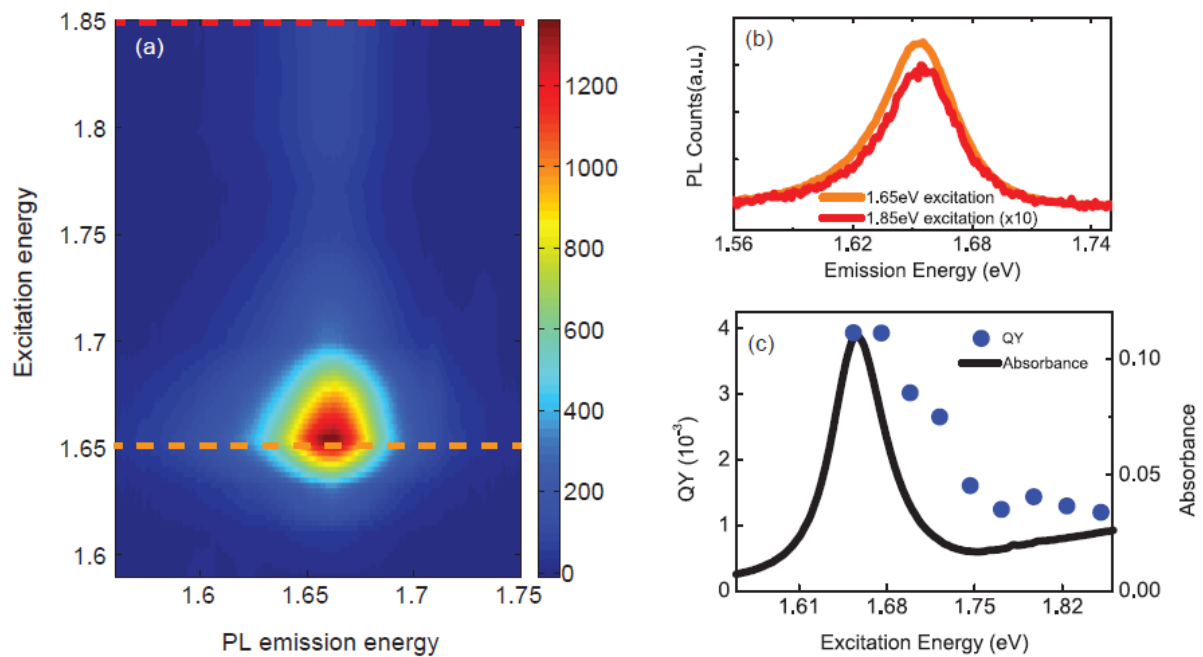 (a)
Excitation energy
1.85
1.8
1.75
1.7
1.65
1.6
1.6
1.65
1.7
1.75
PL emission energy
1200
1000
800
600
400
200
0
(b)
PL Counts(a.u.)
1.65eV excitation
1.85eV excitation (x10)
1.56
1.62
1.68
1.74
Emission Energy (eV)
(c)
QY
Absorbance
QY (10⁻³)
4
3
2
1
0
0.10
0.05
0.00
Absorbance
1.61
1.68
1.75
1.82
Excitation Energy (eV)